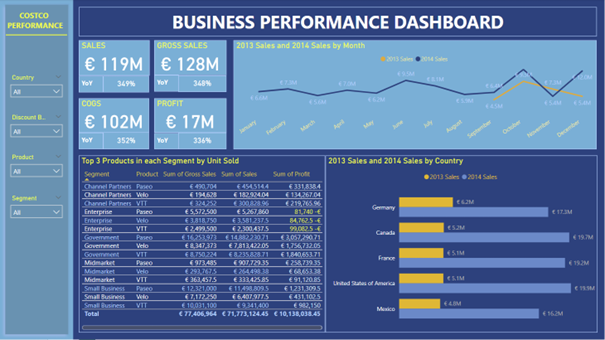 COSTCO
PERFORMANCE
BUSINESS PERFORMANCE DASHBOARD
Country
All
Discount B..
All
Product
All
Segment
All
SALES
€ 119M
YoY 349%
GROSS SALES
€ 128M
YoY 348%
COGS
€ 102M
YoY 352%
PROFIT
€ 17M
YoY 336%
2013 Sales and 2014 Sales by Month
2013 Sales 2014 Sales
January February March April May June July August September October November December
Top 3 Products in each Segment by Unit Sold
Segment Product Sum of Gross Sales Sum of Sales Sum of Profit
Channel Partners Paseo € 490,704 € 454,514.4 € 331,838.4
Channel Partners Velo € 194,628 € 182,924.04 € 134,267.04
Channel Partners VTT € 324,252 € 300,828.96 € 219,765.96
Enterprise Paseo € 5,572,500 € 5,267,860 81,740 -€
Enterprise Velo € 3,818,750 € 3,581,237.5 84,762.5 -€
Enterprise VTT € 2,499,500 € 2,300,437.5 99,082.5 -€
Government Paseo € 16,253,973 € 14,882,230.71 € 3,057,290.71
Government Velo € 8,347,373 € 7,813,422.05 € 1,756,732.05
Government VTT € 8,750,224 € 8,235,828.71 € 1,840,653.71
Midmarket Paseo € 973,485 € 907,729.35 € 258,739.35
Midmarket Velo € 293,767.5 € 264,498.38 € 68,653.38
Midmarket VTT € 363,457.5 € 333,425.85 € 91,120.85
Small Business Paseo € 12,321,000 € 11,498,809.5 € 1,231,309.5
Small Business Velo € 7,172,250 € 6,407,977.5 € 431,102.5
Small Business VTT € 10,031,100 € 9,341,400 € 982,150
Total € 77,406,964 € 71,773,124.45 € 10,138,038.45
2013 Sales and 2014 Sales by Country
2013 Sales 2014 Sales
Germany € 6.2M
€ 17.3M
Canada € 5.2M
€ 19.7M
France € 5.1M
€ 19.2M
United States of America € 5.1M
€ 19.9M
Mexico € 4.8M
€ 16.2M